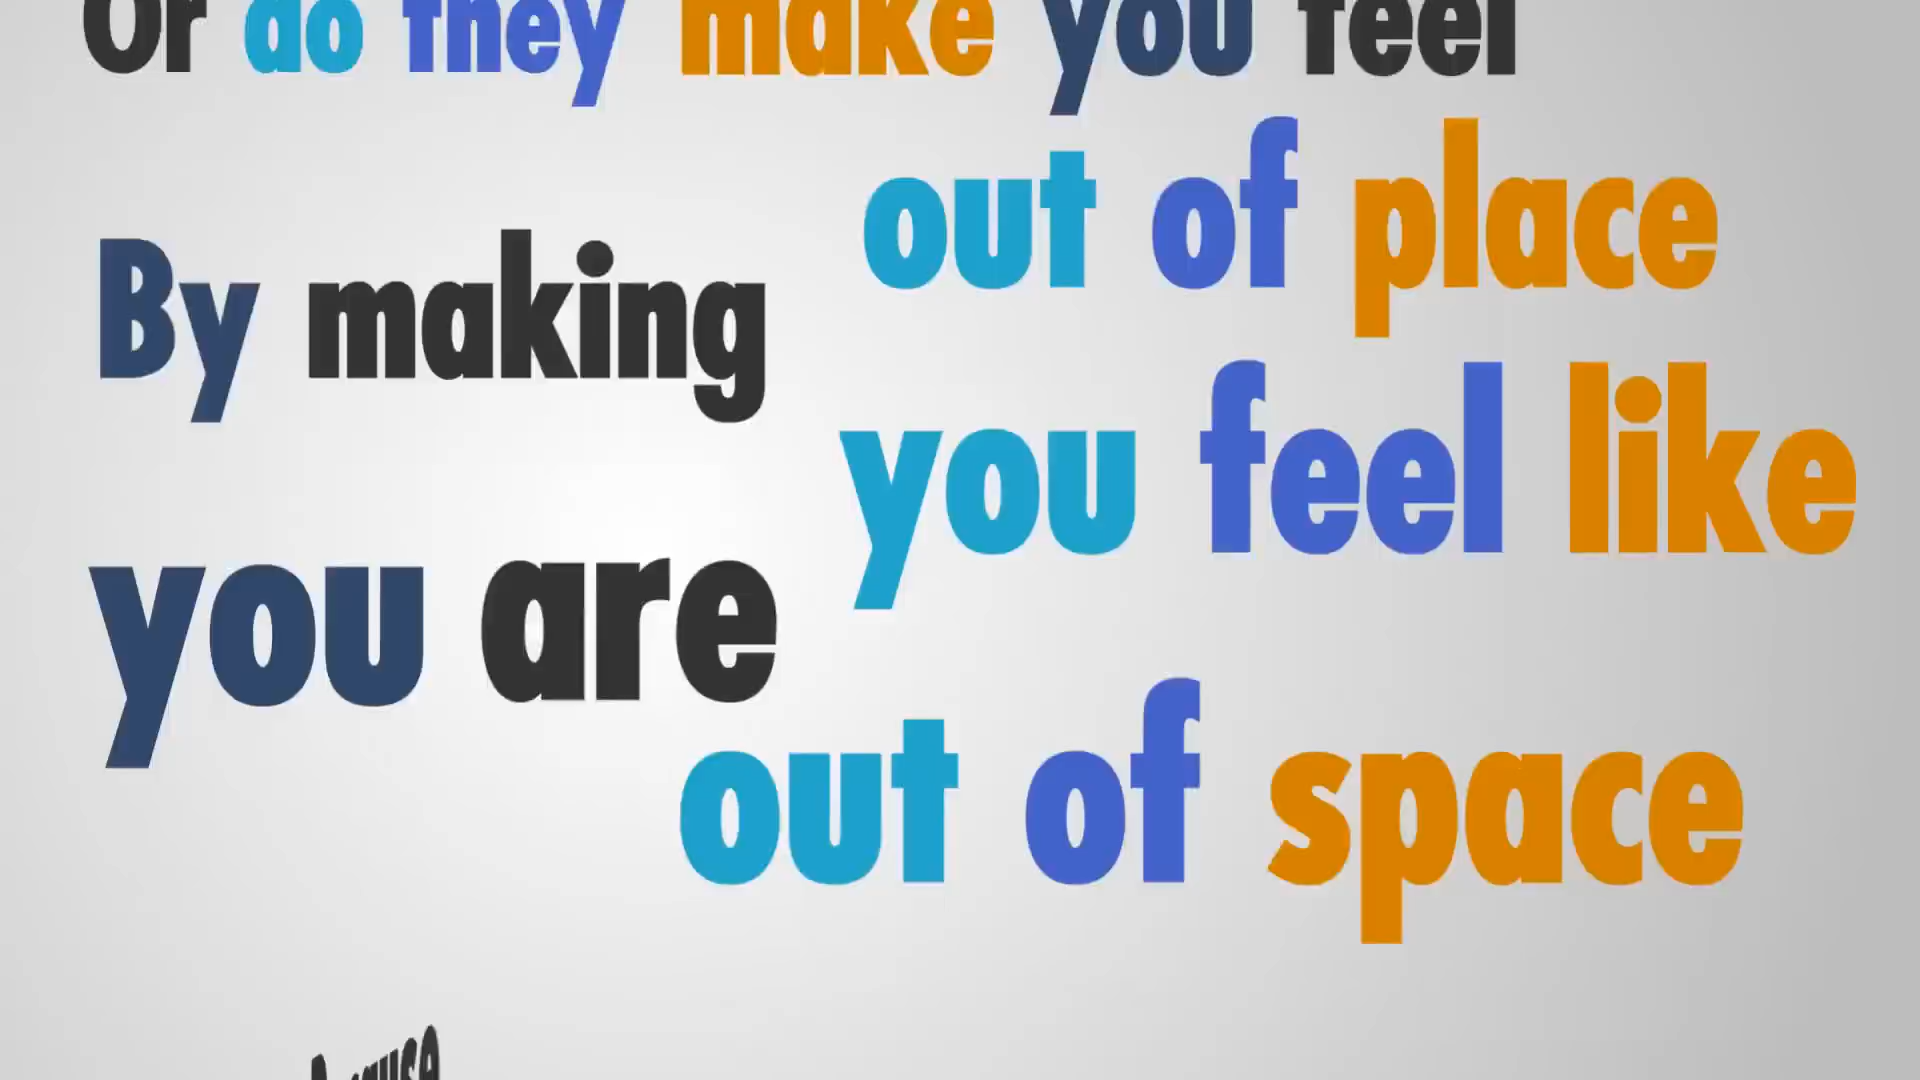 Or do they make you feel
out of place
By making
you feel like
you are
out of space